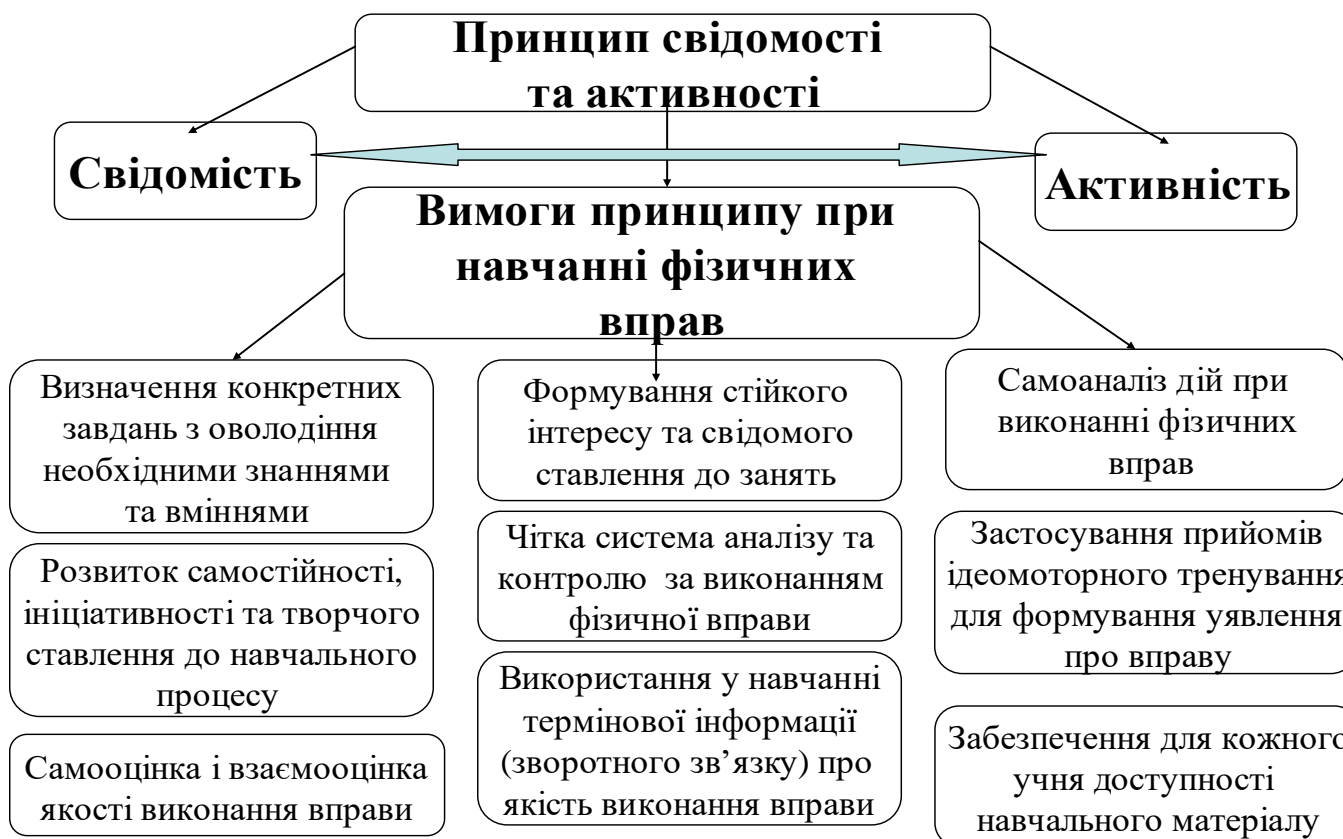 Принцип свідомості
та активності
Свідомість
Активність
Вимоги принципу при
навчанні фізичних
вправ
Визначення конкретних
завдань з оволодіння
необхідними знаннями
та вміннями
Розвиток самостійності,
ініціативності та творчого
ставлення до навчального
процесу
Самооцінка і взаємооцінка
якості виконання вправи
Формування стійкого
інтересу та свідомого
ставлення до занять
Чітка система аналізу та
контролю за виконанням
фізичної вправи
Використання у навчанні
термінової інформації
(зворотного зв’язку) про
якість виконання вправи
Самоаналіз дій при
виконанні фізичних
вправ
Застосування прийомів
ідеомоторного тренування
для формування уявлення
про вправу
Забезпечення для кожного
учня доступності
навчального матеріалу